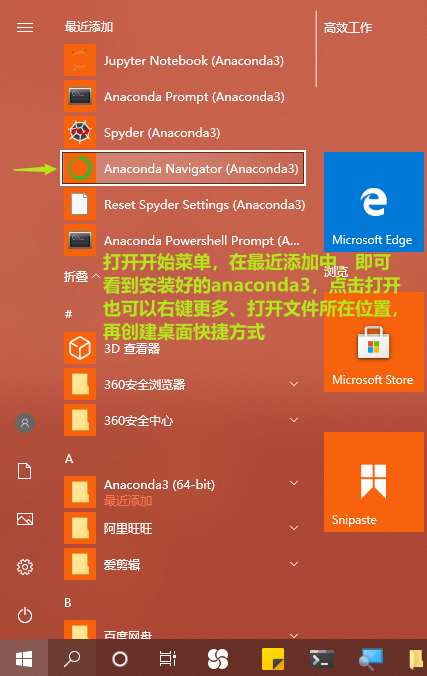 最近添加
高效工作
Jupyter Notebook (Anaconda3)
Anaconda Prompt (Anaconda3)
Spyder (Anaconda3)
Anaconda Navigator (Anaconda3)
Reset Spyder Settings (Anaconda3)
Anaconda Powershell Prompt (A...
Microsoft Edge
打开开始菜单，在最近添加中，即可
看到安装好的anaconda3，点击打开
也可以右键更多、打开文件所在位置，
再创建桌面快捷方式
折叠
浏览
#
3D 查看器
360安全浏览器
360安全中心
Microsoft Store
A
Anaconda3 (64-bit)
最近添加
阿里旺旺
爱剪辑
Snipaste
B
百度网盘